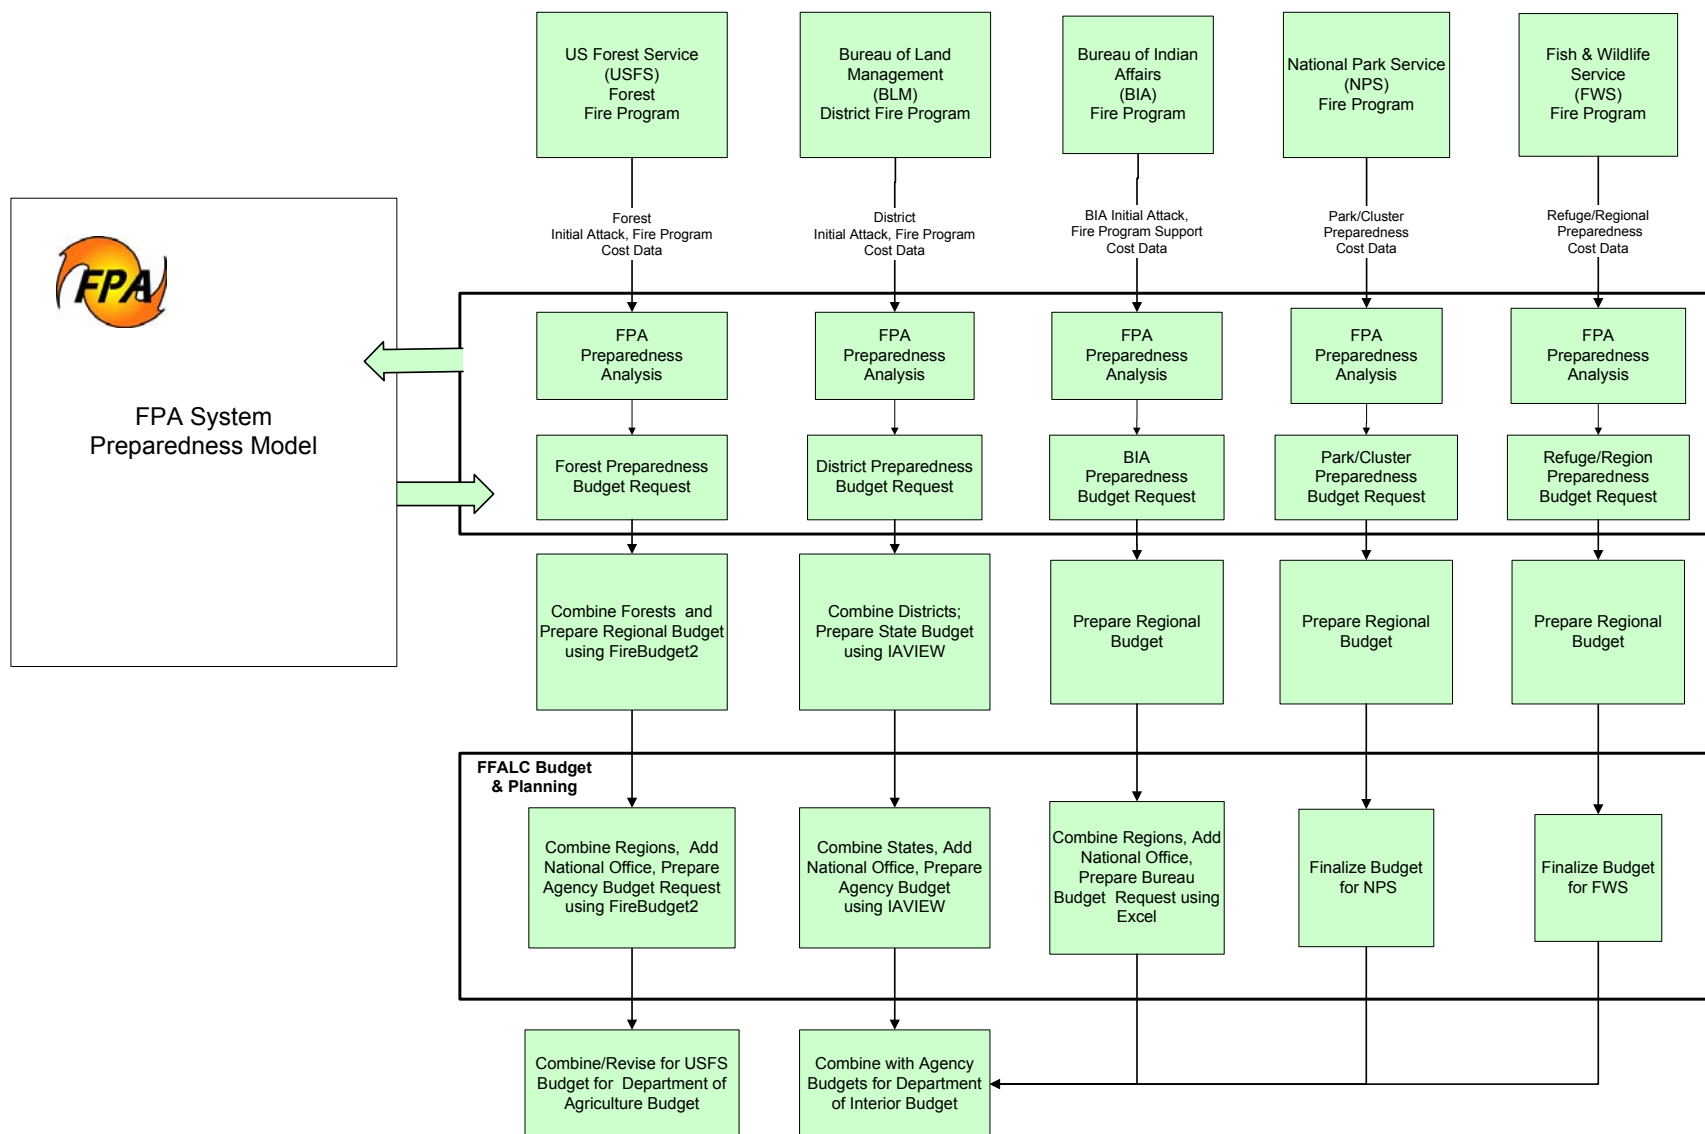 US Forest Service
(USFS)
Forest
Fire Program
Bureau of Land
Management
(BLM)
District Fire Program
Bureau of Indian
Affairs
(BIA)
Fire Program
National Park Service
(NPS)
Fire Program
Fish & Wildlife
Service
(FWS)
Fire Program
Forest
Initial Attack, Fire Program
Cost Data
District
Initial Attack, Fire Program
Cost Data
BIA Initial Attack,
Fire Program Support
Cost Data
Park/Cluster
Preparedness
Cost Data
Refuge/Regional
Preparedness
Cost Data
FPA
FPA System
Preparedness Model
FPA
Preparedness
Analysis
FPA
Preparedness
Analysis
FPA
Preparedness
Analysis
FPA
Preparedness
Analysis
FPA
Preparedness
Analysis
Forest Preparedness
Budget Request
District Preparedness
Budget Request
BIA
Preparedness
Budget Request
Park/Cluster
Preparedness
Budget Request
Refuge/Region
Preparedness
Budget Request
Combine Forests and
Prepare Regional Budget
using FireBudget2
Combine Districts;
Prepare State Budget
using IAVIEW
Prepare Regional
Budget
Prepare Regional
Budget
Prepare Regional
Budget
FFALC Budget
& Planning
Combine Regions, Add
National Office, Prepare
Agency Budget Request
using FireBudget2
Combine States, Add
National Office, Prepare
Agency Budget
using IAVIEW
Combine Regions, Add
National Office,
Prepare Bureau
Budget Request using
Excel
Finalize Budget
for NPS
Finalize Budget
for FWS
Combine/Revise for USFS
Budget for Department of
Agriculture Budget
Combine with Agency
Budgets for Department
of Interior Budget